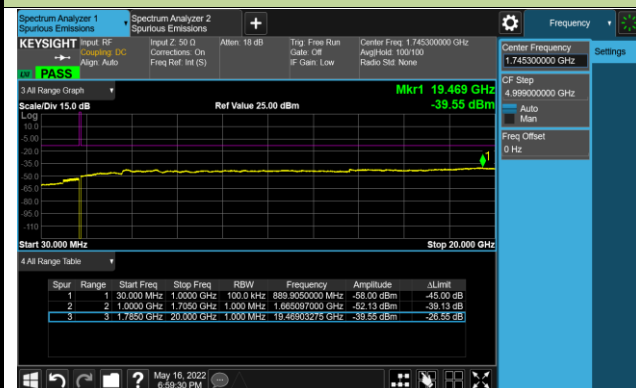 Spectrum Analyzer 1
Spurious Emissions
Spectrum Analyzer 2
Spurious Emissions
+
Frequency
KEYSIGHT
Input: RF
Coupling: DC
Align: Auto
Input Z: 50 Ω
Corrections: On
Freq Ref: Int (S)
Atten: 18 dB
Trig: Free Run
Gate: Off
IF Gain: Low
Center Freq: 1.745300000 GHz
Avg|Hold: 100/100
Radio Std: None
PASS
Center Frequency
1.745300000 GHz
Settings
CF Step
4.999000000 GHz
Auto
Man
Freq Offset
0 Hz
3 All Range Graph
Mkr1 19.469 GHz
-39.55 dBm
Scale/Div 15.0 dB
Ref Value 25.00 dBm
Log
10.0
-5.00
-20.0
-35.0
-50.0
-65.0
-80.0
-95.0
-110
1
Start 30.000 MHz
Stop 20.000 GHz
4 All Range Table
Spur Range Start Freq Stop Freq RBW Frequency Amplitude ΔLimit
1 1 30.000 MHz 1.0000 GHz 100.0 kHz 889.9050000 MHz -58.00 dBm -45.00 dB
2 2 1.0000 GHz 1.7050 GHz 1.000 MHz 1.665097000 GHz -52.13 dBm -39.13 dB
3 3 1.7850 GHz 20.000 GHz 1.000 MHz 19.46903275 GHz -39.55 dBm -26.55 dB
?
May 16, 2022
6:59:30 PM